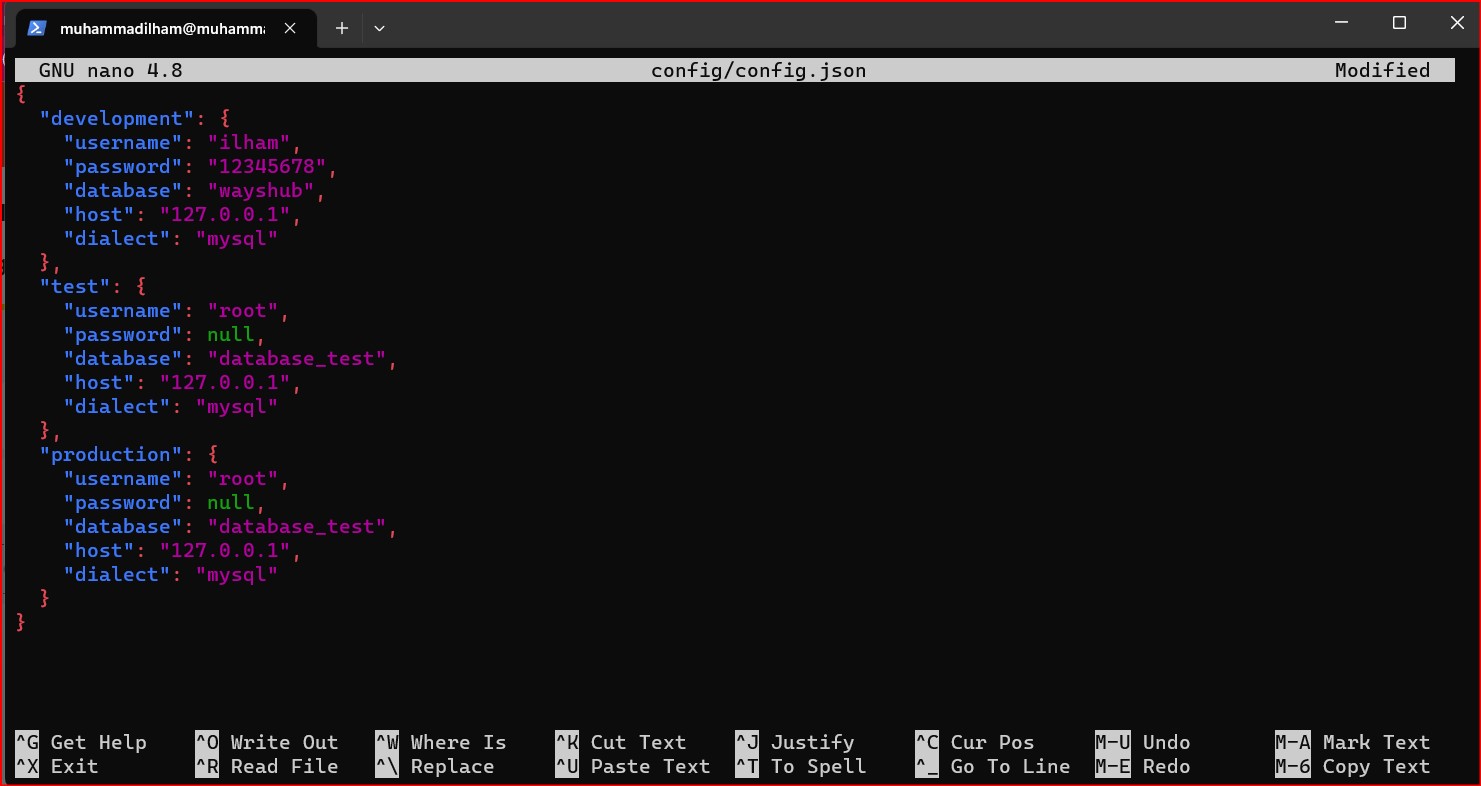 muhammadilham@muhamma
GNU nano 4.8 config/config.json Modified
{
  "development": {
    "username": "ilham",
    "password": "12345678",
    "database": "wayshub",
    "host": "127.0.0.1",
    "dialect": "mysql"
  },
  "test": {
    "username": "root",
    "password": null,
    "database": "database_test",
    "host": "127.0.0.1",
    "dialect": "mysql"
  },
  "production": {
    "username": "root",
    "password": null,
    "database": "database_test",
    "host": "127.0.0.1",
    "dialect": "mysql"
  }
}
^G Get Help ^O Write Out ^W Where Is ^K Cut Text ^J Justify ^C Cur Pos M-U Undo M-A Mark Text
^X Exit ^R Read File ^\ Replace ^U Paste Text ^T To Spell ^_ Go To Line M-E Redo M-6 Copy Text